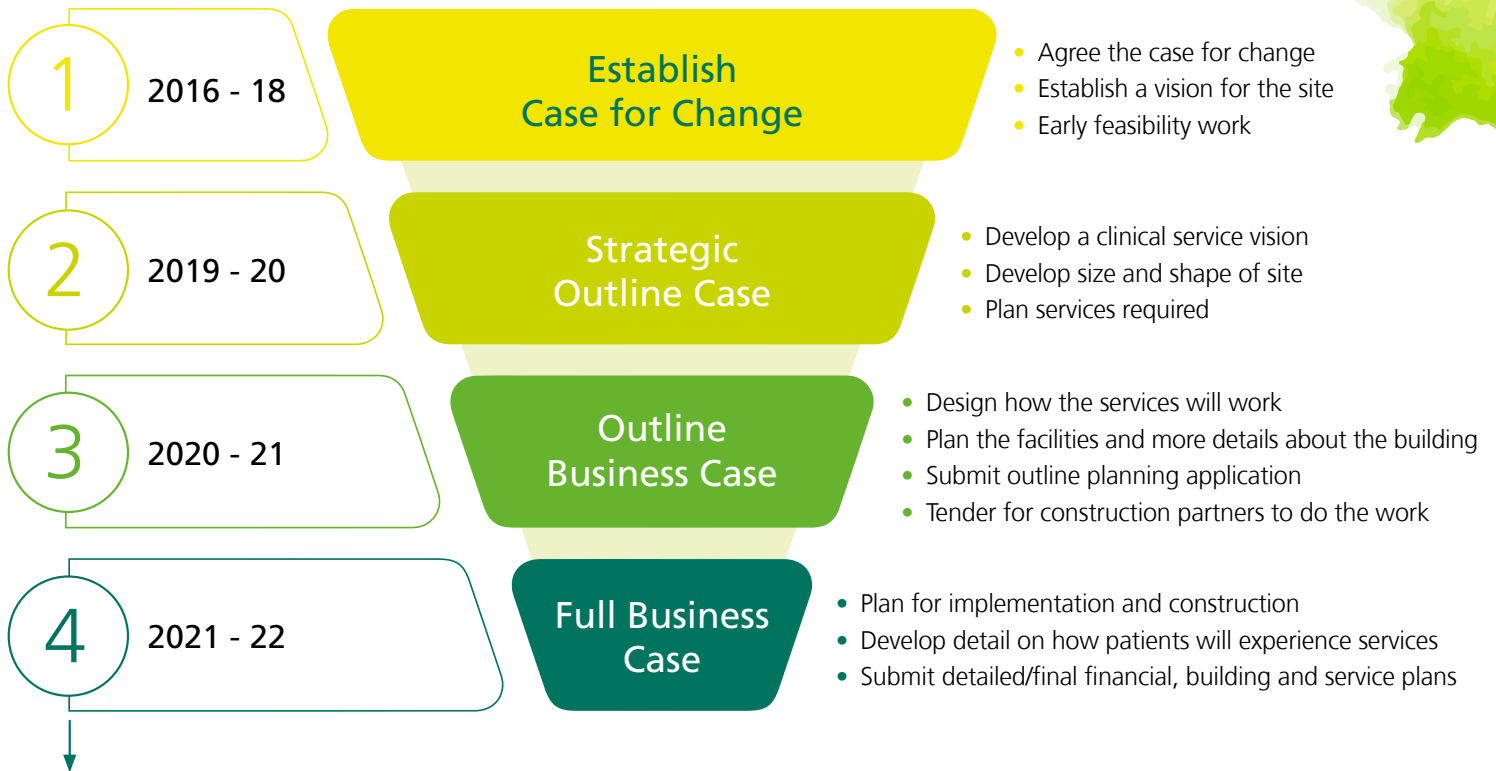 1
2016 - 18
Establish
Case for Change
• Agree the case for change
• Establish a vision for the site
• Early feasibility work
2
2019 - 20
Strategic
Outline Case
• Develop a clinical service vision
• Develop size and shape of site
• Plan services required
3
2020 - 21
Outline
Business Case
• Design how the services will work
• Plan the facilities and more details about the building
• Submit outline planning application
• Tender for construction partners to do the work
4
2021 - 22
Full Business
Case
• Plan for implementation and construction
• Develop detail on how patients will experience services
• Submit detailed/final financial, building and service plans